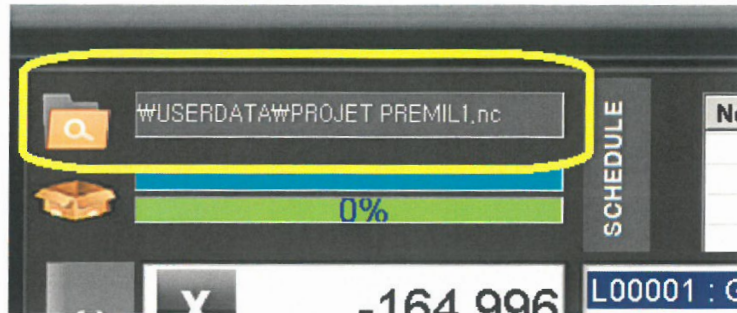 ₩USERDATA₩PROJET PREMIL1.nc
SCHEDULE
0%
X
-164.996
L00001 : G